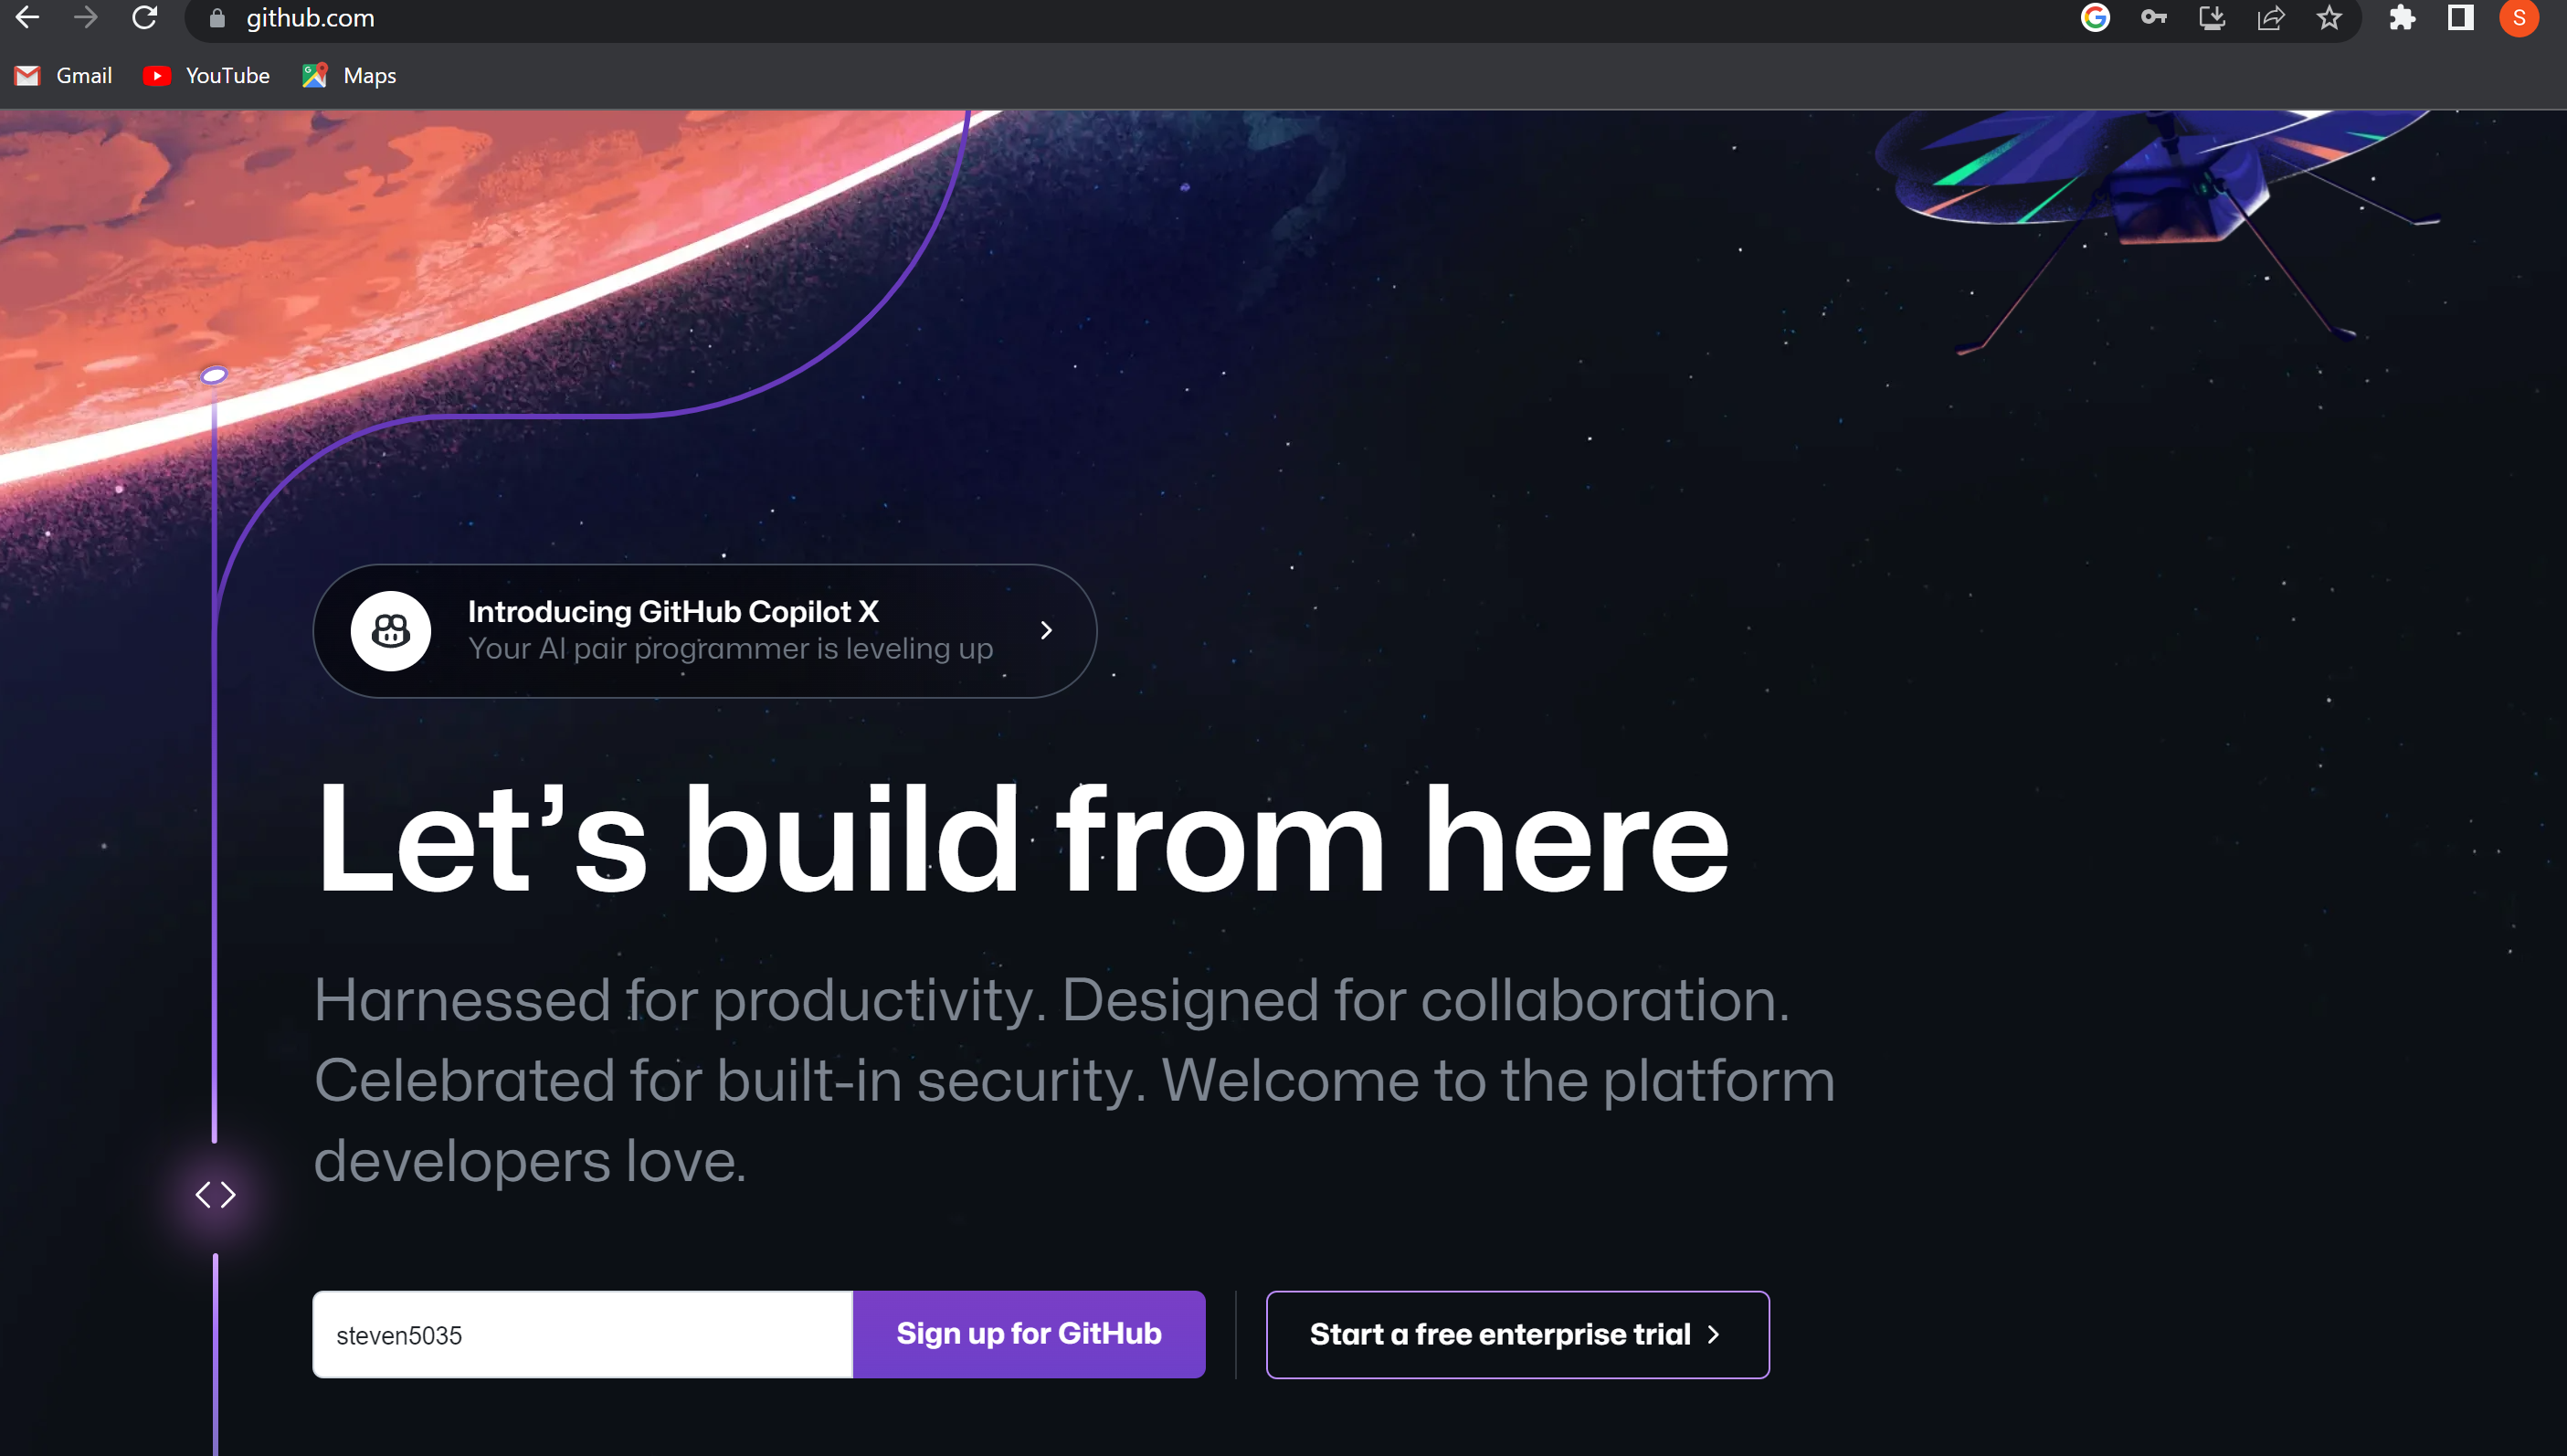 github.com
S
Gmail
YouTube
Maps
Introducing GitHub Copilot X
Your AI pair programmer is leveling up
Let’s build from here
Harnessed for productivity. Designed for collaboration.
Celebrated for built-in security. Welcome to the platform
developers love.
steven5035
Sign up for GitHub
Start a free enterprise trial